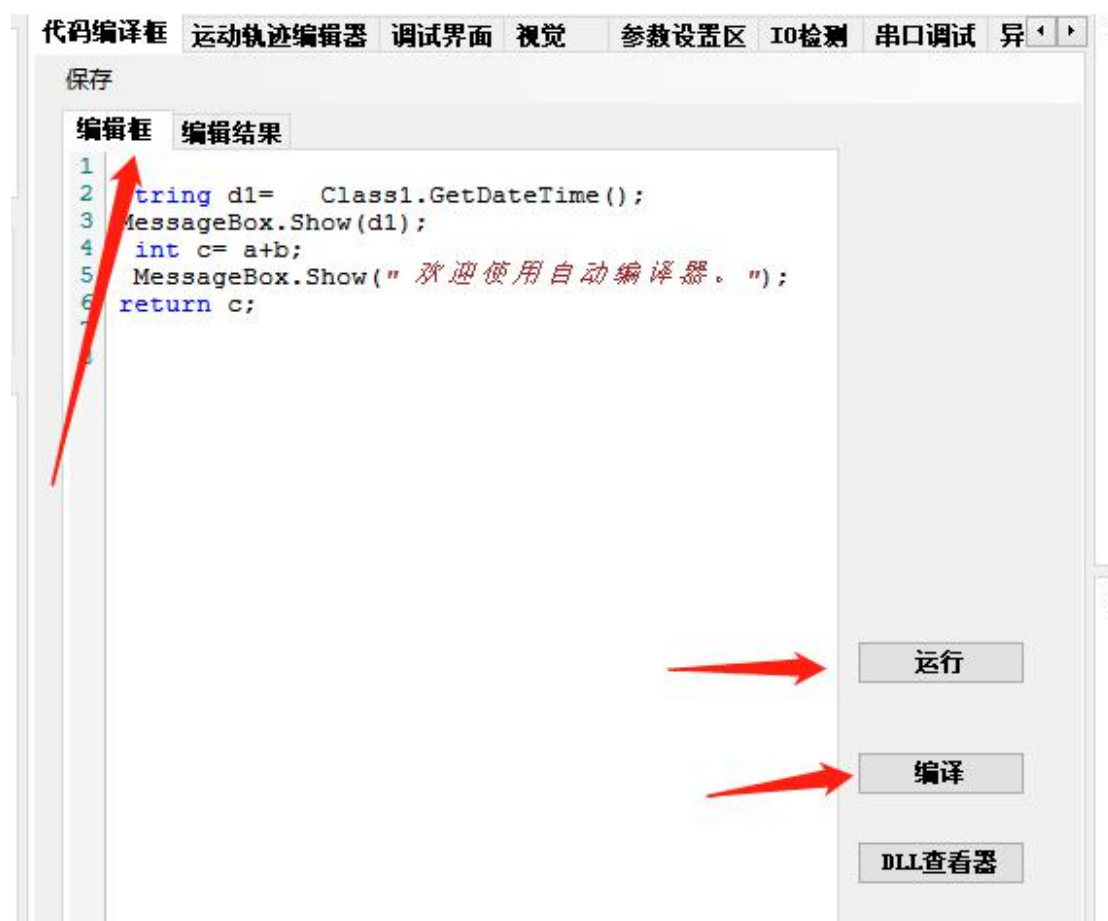 代码编译框 运动轨迹编辑器 调试界面 视觉 参数设置区 IO检测 串口调试 异
保存
编辑框 编辑结果
1
2 tring d1=   Class1.GetDateTime();
3 MessageBox.Show(d1);
4 int c= a+b;
5 MessageBox.Show(" 欢迎使用自动编译器。 ");
6 return c;
运行
编译
DLL查看器